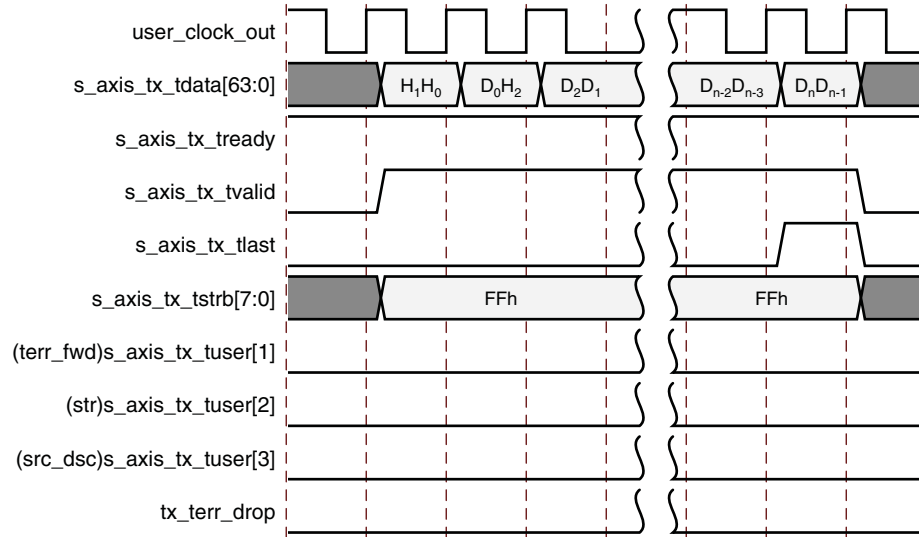 user_clock_out
s_axis_tx_tdata[63:0] H1H0 D0H2 D2D1 Dn-2Dn-3 DnDn-1
s_axis_tx_tready
s_axis_tx_tvalid
s_axis_tx_tlast
s_axis_tx_tstrb[7:0] FFh FFh
(terr_fwd)s_axis_tx_tuser[1]
(str)s_axis_tx_tuser[2]
(src_dsc)s_axis_tx_tuser[3]
tx_terr_drop